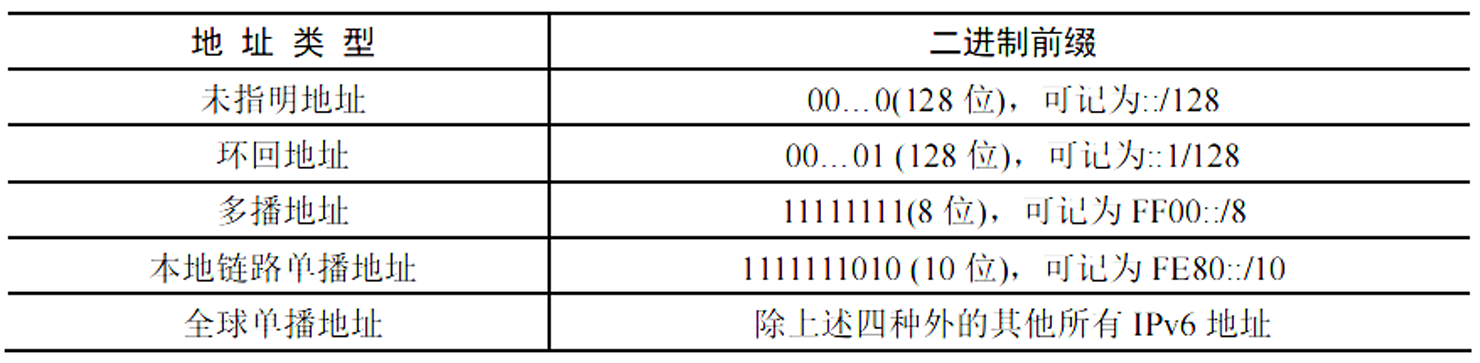 地 址 类 型 二进制前缀
未指明地址 00…0(128 位)，可记为::/128
环回地址 00…01 (128 位)，可记为::1/128
多播地址 11111111(8 位)，可记为 FF00::/8
本地链路单播地址 1111111010 (10 位)，可记为 FE80::/10
全球单播地址 除上述四种外的其他所有 IPv6 地址